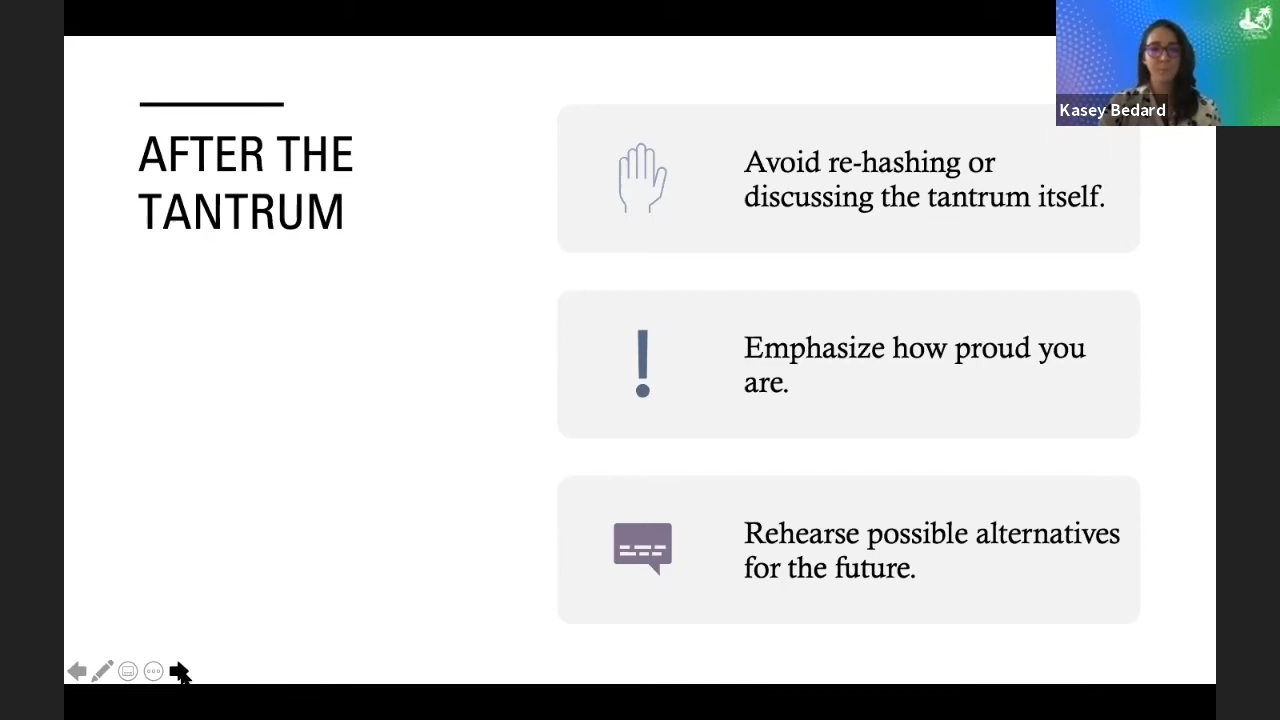 AFTER THE
TANTRUM
Avoid re-hashing or
discussing the tantrum itself.
Emphasize how proud you
are.
Rehearse possible alternatives
for the future.
Kasey Bedard